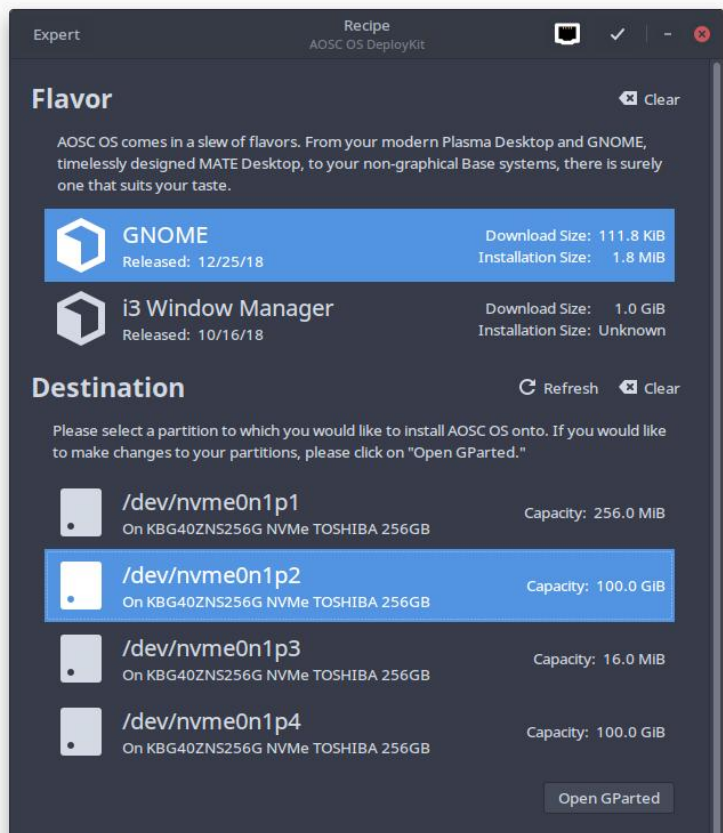 Expert
Recipe
AOSC OS DeployKit
Flavor
Clear
AOSC OS comes in a slew of flavors. From your modern Plasma Desktop and GNOME,
timelessly designed MATE Desktop, to your non-graphical Base systems, there is surely
one that suits your taste.
GNOME
Download Size: 111.8 KiB
Released: 12/25/18
Installation Size: 1.8 MiB
i3 Window Manager
Download Size: 1.0 GiB
Released: 10/16/18
Installation Size: Unknown
Destination
Refresh
Clear
Please select a partition to which you would like to install AOSC OS onto. If you would like
to make changes to your partitions, please click on "Open GParted."
/dev/nvme0n1p1
On KBG40ZNS256G NVMe TOSHIBA 256GB
Capacity: 256.0 MiB
/dev/nvme0n1p2
On KBG40ZNS256G NVMe TOSHIBA 256GB
Capacity: 100.0 GiB
/dev/nvme0n1p3
On KBG40ZNS256G NVMe TOSHIBA 256GB
Capacity: 16.0 MiB
/dev/nvme0n1p4
On KBG40ZNS256G NVMe TOSHIBA 256GB
Capacity: 100.0 GiB
Open GParted